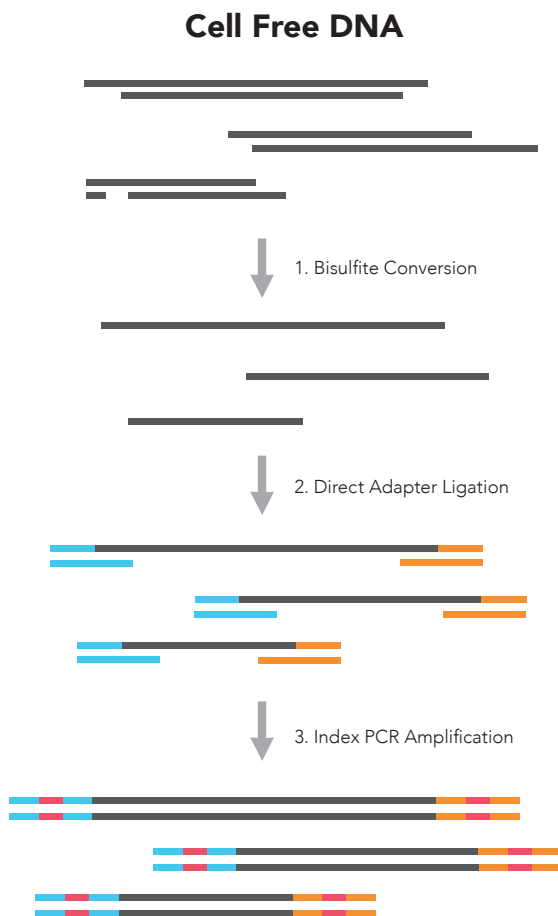 Cell Free DNA
1. Bisulfite Conversion
2. Direct Adapter Ligation
3. Index PCR Amplification